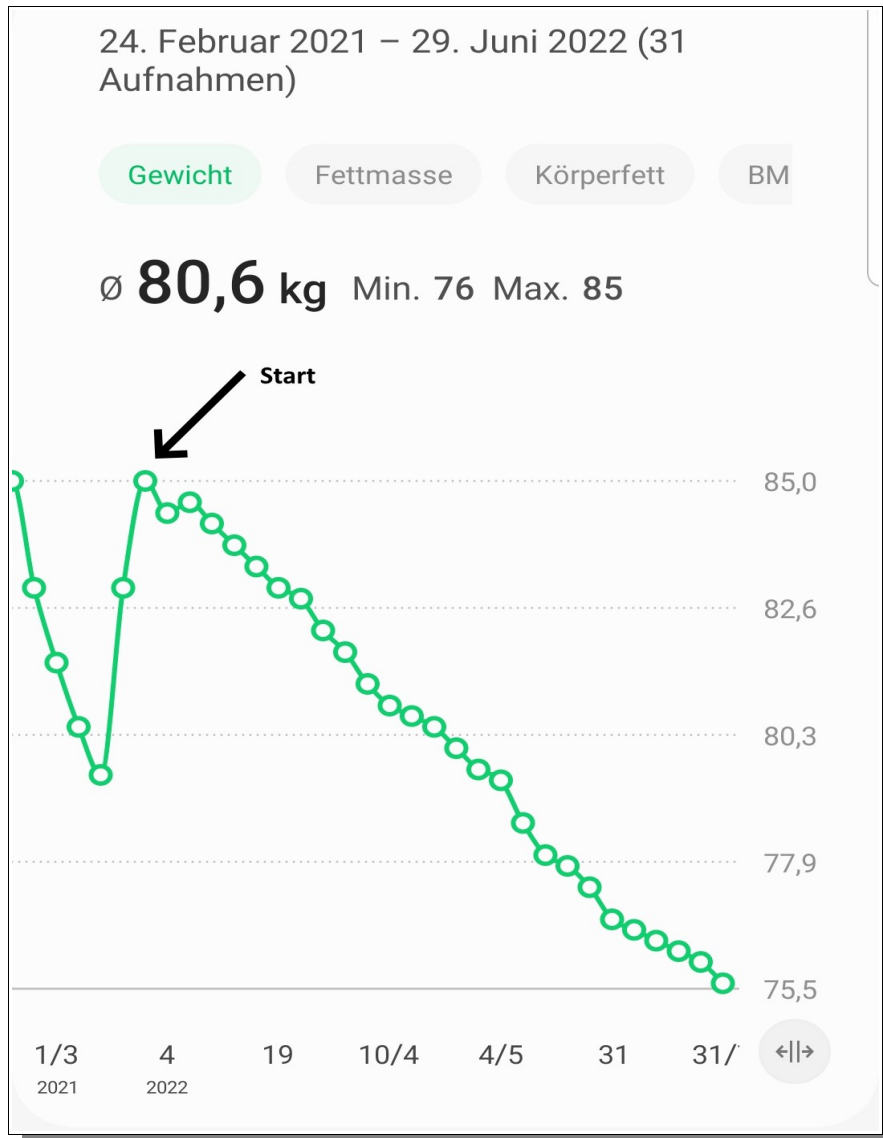 24. Februar 2021 – 29. Juni 2022 (31
Aufnahmen)
Gewicht Fettmasse Körperfett BM
Ø 80,6 kg Min. 76 Max. 85
Start
85,0
82,6
80,3
77,9
75,5
1/3 4 19 10/4 4/5 31 31/
2021 2022